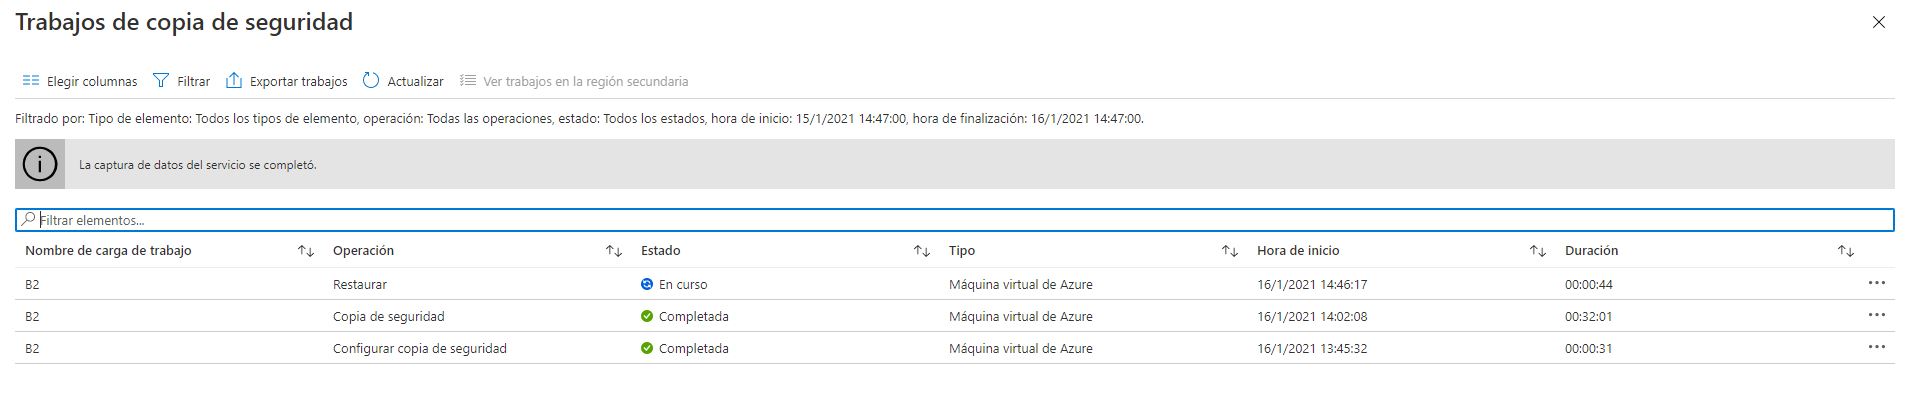 Trabajos de copia de seguridad
Elegir columnas Filtrar Exportar trabajos Actualizar Ver trabajos en la región secundaria
Filtrado por: Tipo de elemento: Todos los tipos de elemento, operación: Todas las operaciones, estado: Todos los estados, hora de inicio: 15/1/2021 14:47:00, hora de finalización: 16/1/2021 14:47:00.
La captura de datos del servicio se completó.
Filtrar elementos...
Nombre de carga de trabajo Operación Estado Tipo Hora de inicio Duración
B2 Restaurar En curso Máquina virtual de Azure 16/1/2021 14:46:17 00:00:44
B2 Copia de seguridad Completada Máquina virtual de Azure 16/1/2021 14:02:08 00:32:01
B2 Configurar copia de seguridad Completada Máquina virtual de Azure 16/1/2021 13:45:32 00:00:31